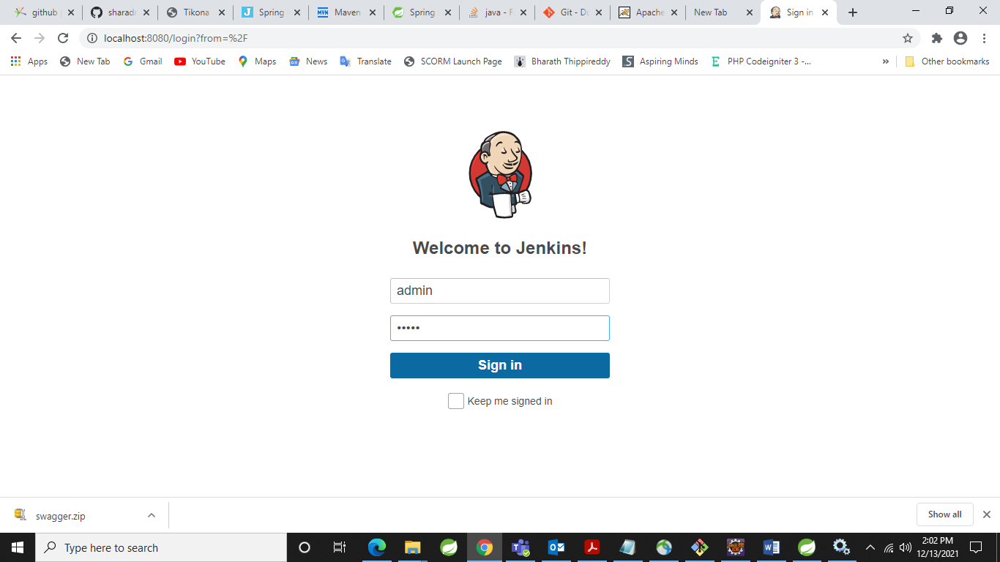 github
sharadr
Tikona
Spring
Maven
Spring
java - F
Git - Do
Apache
New Tab
Sign in
localhost:8080/login?from=%2F
Apps
New Tab
Gmail
YouTube
Maps
News
Translate
SCORM Launch Page
Bharath Thippireddy
Aspiring Minds
PHP Codeigniter 3 -...
»
Other bookmarks
Welcome to Jenkins!
admin
•••••
Sign in
Keep me signed in
swagger.zip
Show all
Type here to search
2:02 PM
12/13/2021